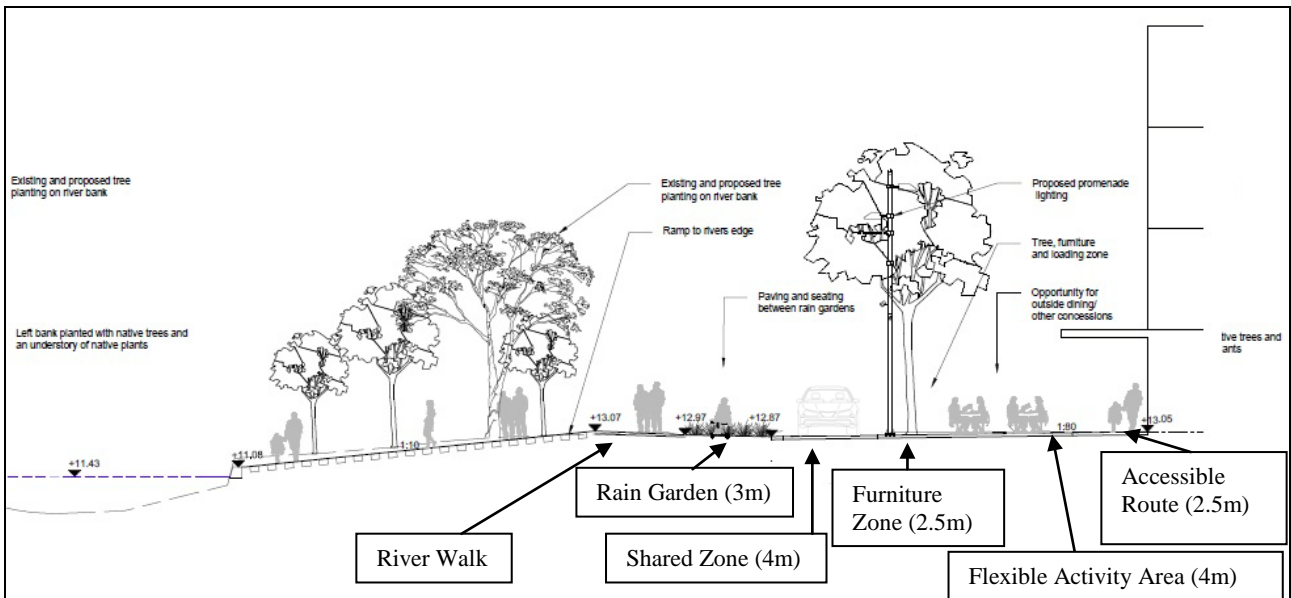 Existing and proposed tree
planting on river bank
Existing and proposed tree
planting on river bank
Proposed promenade
lighting
Ramp to rivers edge
Tree, furniture
and loading zone
Paving and seating
between rain gardens
Opportunity for
outside dining/
other concessions
Left bank planted with native trees and
an understory of native plants
tive trees and
ants
+13.07
+12.97
+12.87
+13.05
1:80
1:10
+11.08
+11.43
Rain Garden (3m)
Furniture
Zone (2.5m)
Accessible
Route (2.5m)
River Walk
Shared Zone (4m)
Flexible Activity Area (4m)